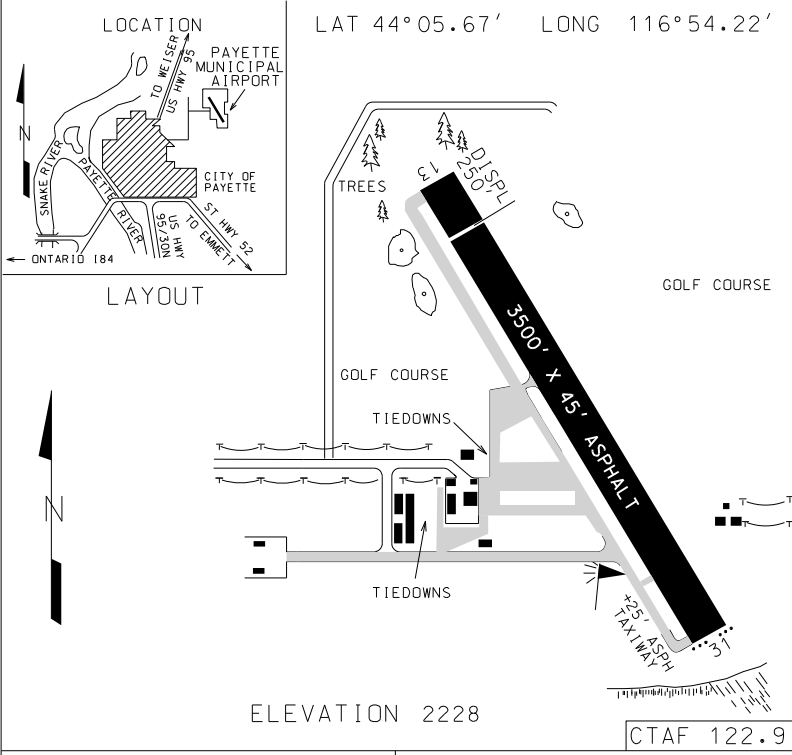 LAT 44°05.67' LONG 116°54.22'
LOCATION
PAYETTE
MUNICIPAL
AIRPORT
TO WEISER
US HWY 95
N
SNAKE RIVER
PAYETTE
RIVER
CITY OF
PAYETTE
US HWY
95/30N
ST HWY 52
TO EMMETT
ONTARIO I84
LAYOUT
TREES
13
DISPL
250'
GOLF COURSE
3500' X 45' ASPHALT
GOLF COURSE
TIEDOWNS
N
TIEDOWNS
+25' ASPH
TAXIWAY
31
ELEVATION 2228
CTAF 122.9